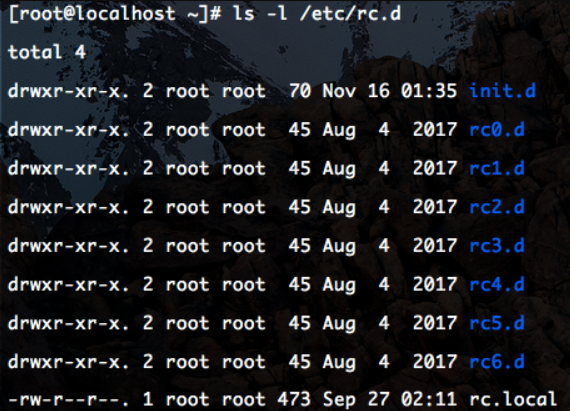 [root@localhost ~]# ls -l /etc/rc.d
total 4
drwxr-xr-x. 2 root root  70 Nov 16 01:35 init.d
drwxr-xr-x. 2 root root  45 Aug  4  2017 rc0.d
drwxr-xr-x. 2 root root  45 Aug  4  2017 rc1.d
drwxr-xr-x. 2 root root  45 Aug  4  2017 rc2.d
drwxr-xr-x. 2 root root  45 Aug  4  2017 rc3.d
drwxr-xr-x. 2 root root  45 Aug  4  2017 rc4.d
drwxr-xr-x. 2 root root  45 Aug  4  2017 rc5.d
drwxr-xr-x. 2 root root  45 Aug  4  2017 rc6.d
-rw-r--r--. 1 root root 473 Sep 27 02:11 rc.local